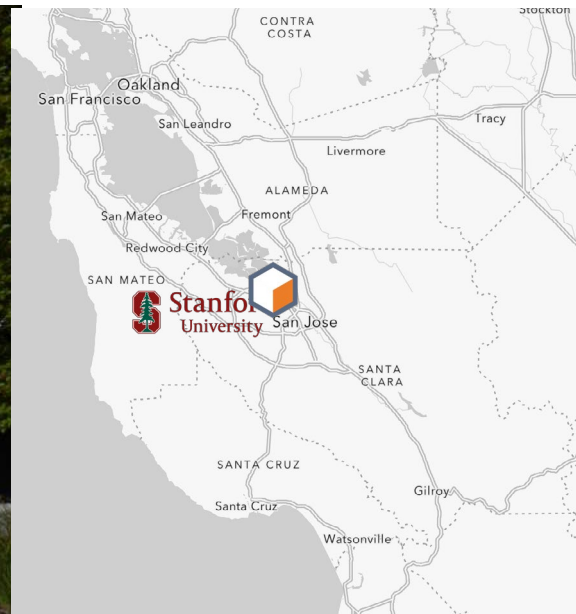 Stockton
CONTRA
COSTA
Oakland
San Francisco
San Leandro
Tracy
Livermore
ALAMEDA
San Mateo
Fremont
Redwood City
SAN MATEO
Stanfor
University
San Jose
SANTA
CLARA
SANTA CRUZ
Gilroy
Santa Cruz
Watsonville